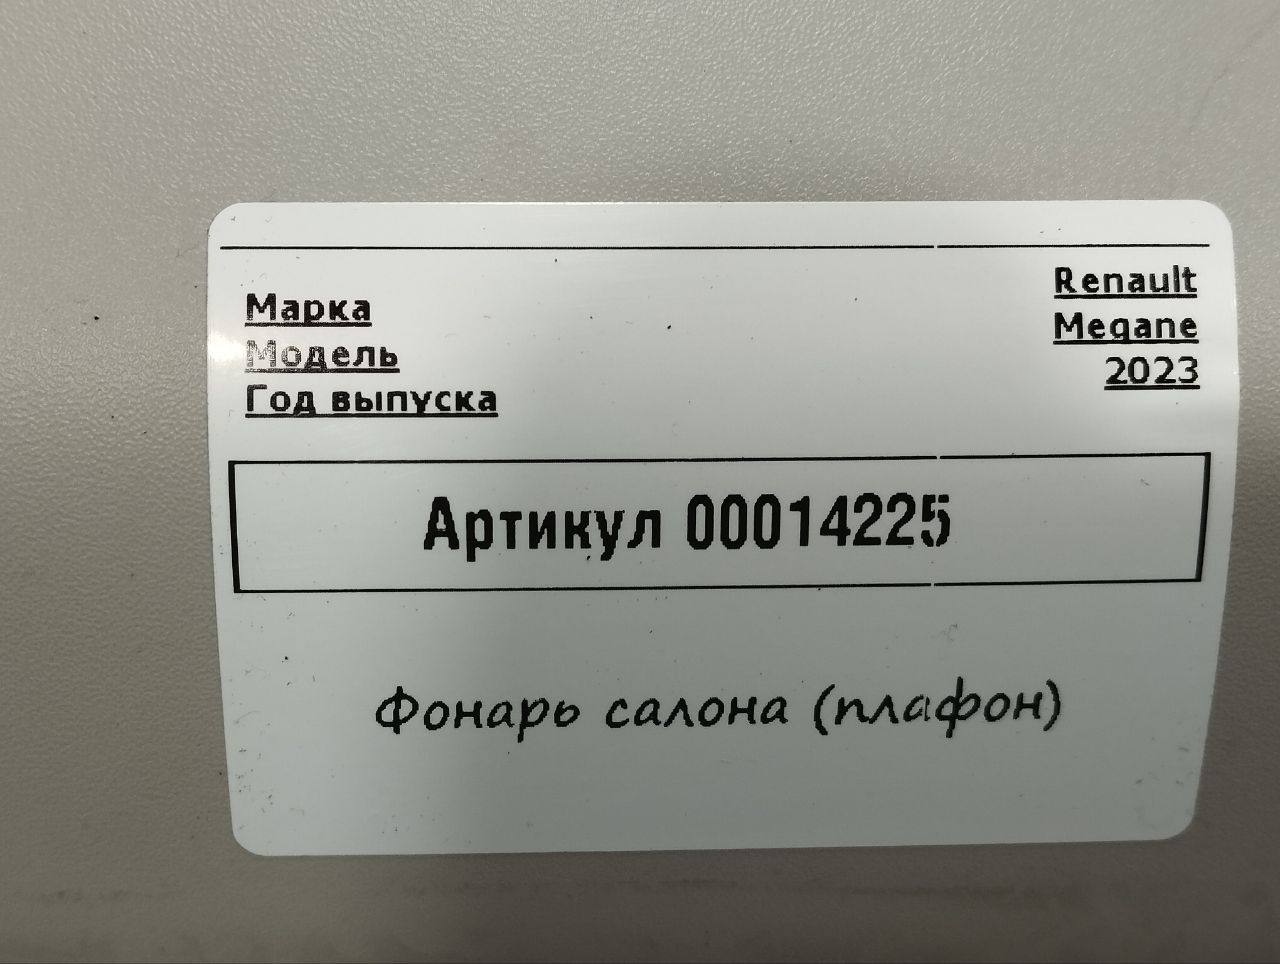 Марка Renault
Модель Megane
Год выпуска 2023
Артикул 00014225
Фонарь салона (плафон)